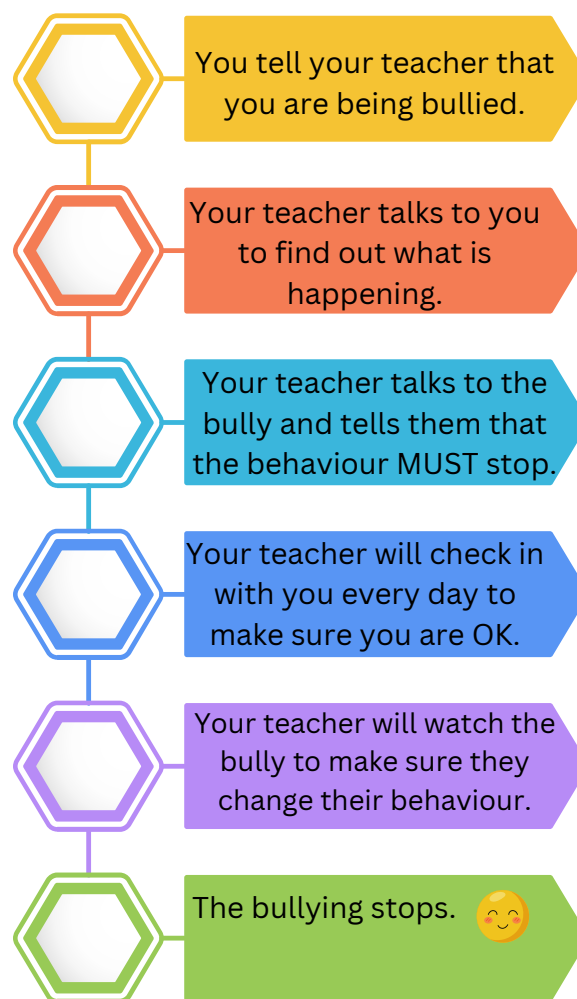 You tell your teacher that
you are being bullied.
Your teacher talks to you
to find out what is
happening.
Your teacher talks to the
bully and tells them that
the behaviour MUST stop.
Your teacher will check in
with you every day to
make sure you are OK.
Your teacher will watch the
bully to make sure they
change their behaviour.
The bullying stops.